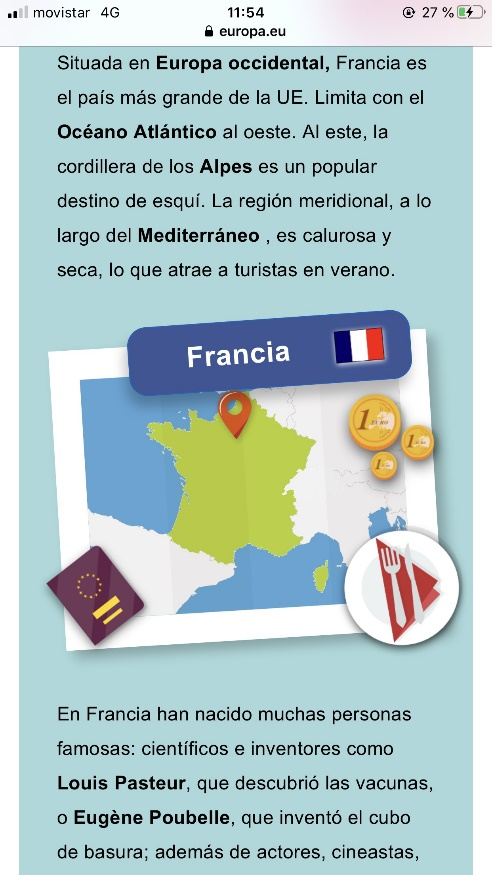 movistar 4G
11:54
27 %
europa.eu
Situada en Europa occidental, Francia es
el país más grande de la UE. Limita con el
Océano Atlántico al oeste. Al este, la
cordillera de los Alpes es un popular
destino de esquí. La región meridional, a lo
largo del Mediterráneo , es calurosa y
seca, lo que atrae a turistas en verano.
Francia
1 EURO
1
1
En Francia han nacido muchas personas
famosas: científicos e inventores como
Louis Pasteur, que descubrió las vacunas,
o Eugène Poubelle, que inventó el cubo
de basura; además de actores, cineastas,